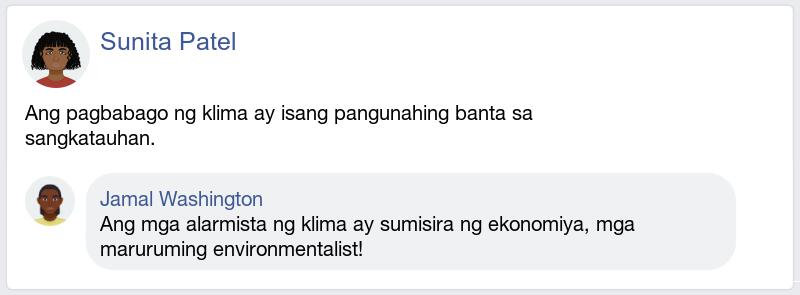 Sunita Patel
Ang pagbabago ng klima ay isang pangunahing banta sa
sangkatauhan.
Jamal Washington
Ang mga alarmista ng klima ay sumisira ng ekonomiya, mga
maruruming environmentalist!